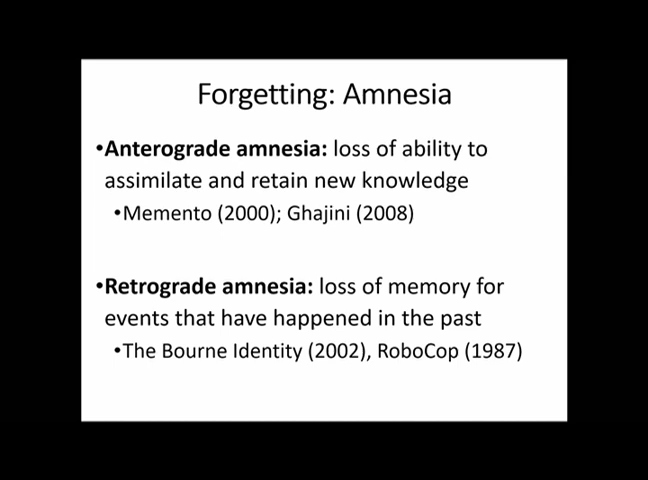 Forgetting: Amnesia
•Anterograde amnesia: loss of ability to
assimilate and retain new knowledge
•Memento (2000); Ghajini (2008)
•Retrograde amnesia: loss of memory for
events that have happened in the past
•The Bourne Identity (2002), RoboCop (1987)